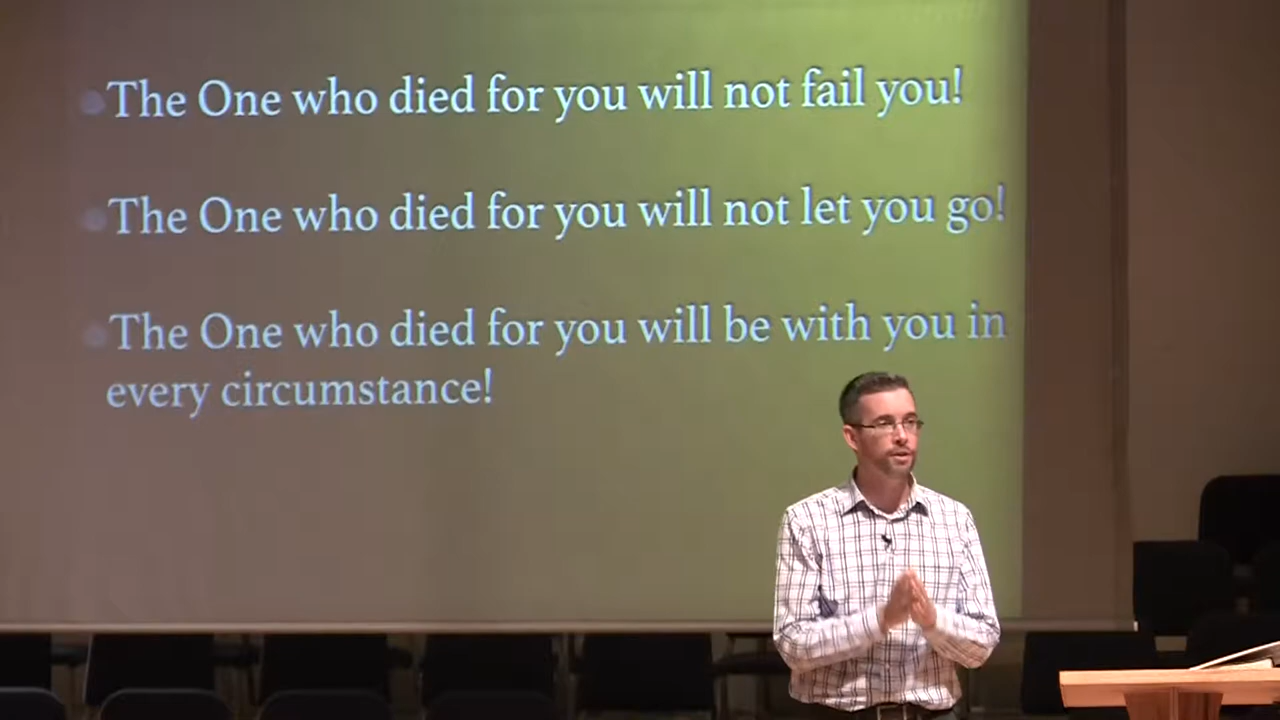 The One who died for you will not fail you!
The One who died for you will not let you go!
The One who died for you will be with you in
every circumstance!